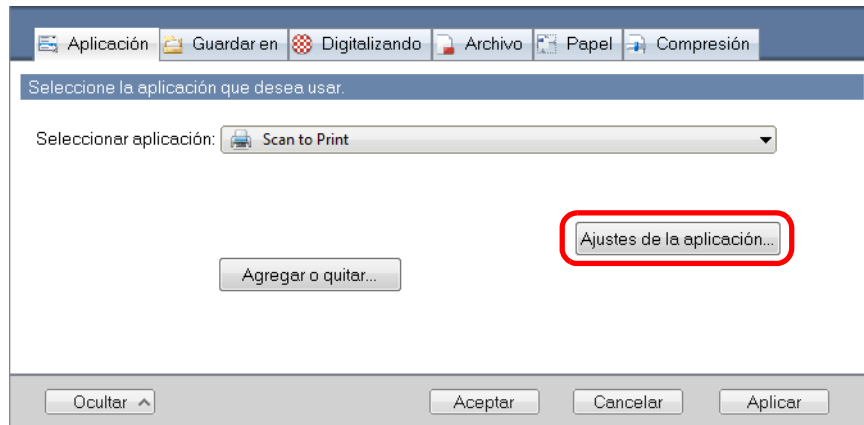 Aplicación Guardar en Digitalizando Archivo Papel Compresión
Seleccione la aplicación que desea usar.
Seleccionar aplicación: Scan to Print
Ajustes de la aplicación...
Agregar o quitar...
Ocultar Aceptar Cancelar Aplicar